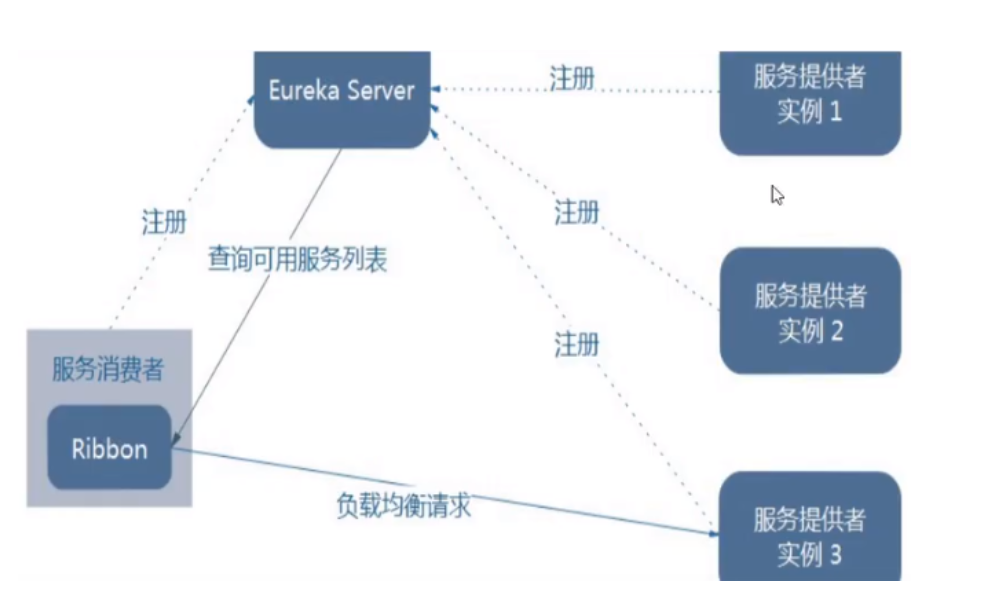 Eureka Server
注册
服务提供者
实例 1
注册
注册
查询可用服务列表
服务提供者
实例 2
注册
服务消费者
Ribbon
负载均衡请求
服务提供者
实例 3